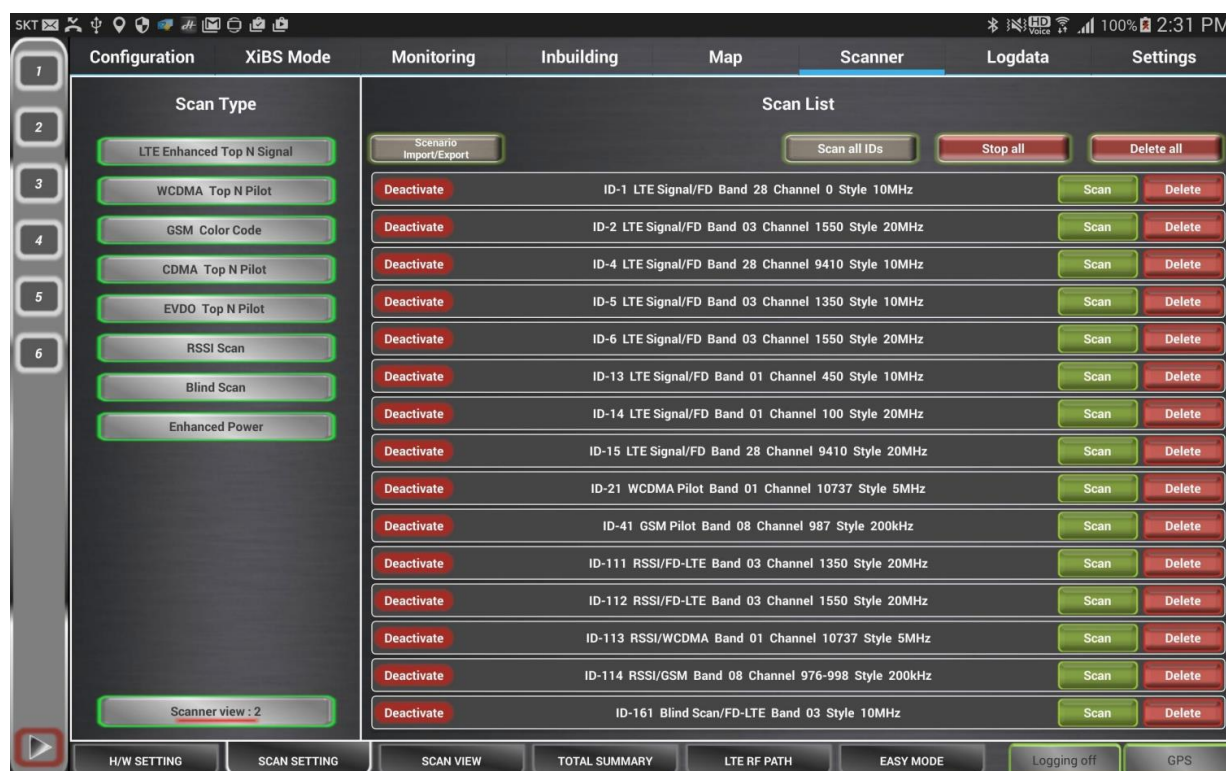 SKT 100% 2:31 PM
HD Voice
Configuration XiBS Mode Monitoring Inbuilding Map Scanner Logdata Settings
1
2
3
4
5
6
Scan Type
LTE Enhanced Top N Signal
WCDMA Top N Pilot
GSM Color Code
CDMA Top N Pilot
EVDO Top N Pilot
RSSI Scan
Blind Scan
Enhanced Power
Scanner view : 2
Scan List
Scenario
Import/Export
Scan all IDs Stop all Delete all
Deactivate ID-1 LTE Signal/FD Band 28 Channel 0 Style 10MHz Scan Delete
Deactivate ID-2 LTE Signal/FD Band 03 Channel 1550 Style 20MHz Scan Delete
Deactivate ID-4 LTE Signal/FD Band 28 Channel 9410 Style 10MHz Scan Delete
Deactivate ID-5 LTE Signal/FD Band 03 Channel 1350 Style 10MHz Scan Delete
Deactivate ID-6 LTE Signal/FD Band 03 Channel 1550 Style 20MHz Scan Delete
Deactivate ID-13 LTE Signal/FD Band 01 Channel 450 Style 10MHz Scan Delete
Deactivate ID-14 LTE Signal/FD Band 01 Channel 100 Style 20MHz Scan Delete
Deactivate ID-15 LTE Signal/FD Band 28 Channel 9410 Style 20MHz Scan Delete
Deactivate ID-21 WCDMA Pilot Band 01 Channel 10737 Style 5MHz Scan Delete
Deactivate ID-41 GSM Pilot Band 08 Channel 987 Style 200kHz Scan Delete
Deactivate ID-111 RSSI/FD-LTE Band 03 Channel 1350 Style 20MHz Scan Delete
Deactivate ID-112 RSSI/FD-LTE Band 03 Channel 1550 Style 20MHz Scan Delete
Deactivate ID-113 RSSI/WCDMA Band 01 Channel 10737 Style 5MHz Scan Delete
Deactivate ID-114 RSSI/GSM Band 08 Channel 976-998 Style 200kHz Scan Delete
Deactivate ID-161 Blind Scan/FD-LTE Band 03 Style 10MHz Scan Delete
H/W SETTING SCAN SETTING SCAN VIEW TOTAL SUMMARY LTE RF PATH EASY MODE Logging off GPS